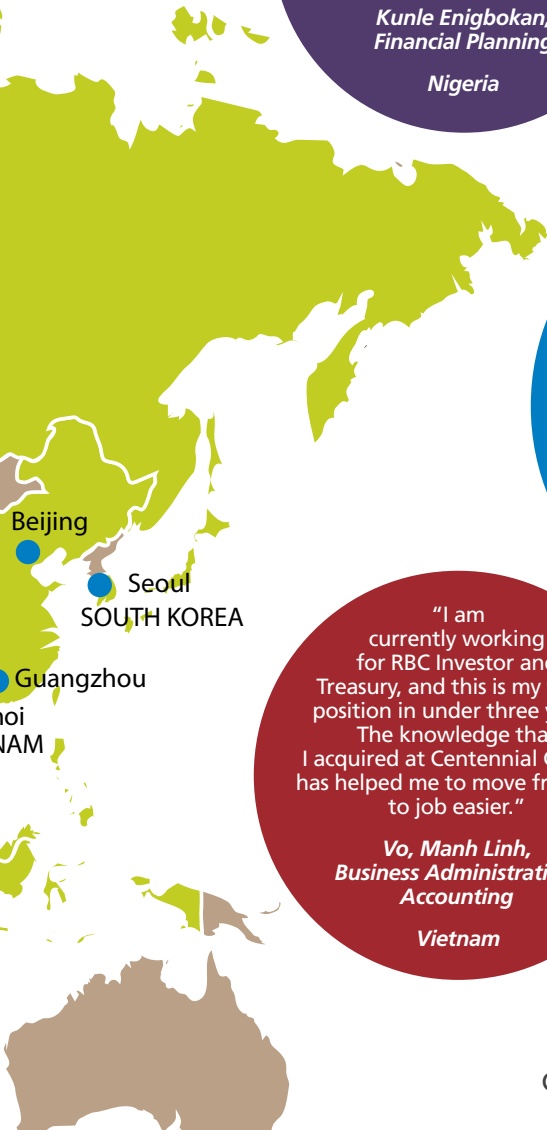 Kunle Enigbokan,
Financial Planning
Nigeria
Beijing
Seoul
SOUTH KOREA
Guangzhou
noi
NAM
“I am
currently working
for RBC Investor and
Treasury, and this is my
position in under three
The knowledge tha
I acquired at Centennial
has helped me to move
to job easier.”
Vo, Manh Linh,
Business Administrati
Accounting
Vietnam